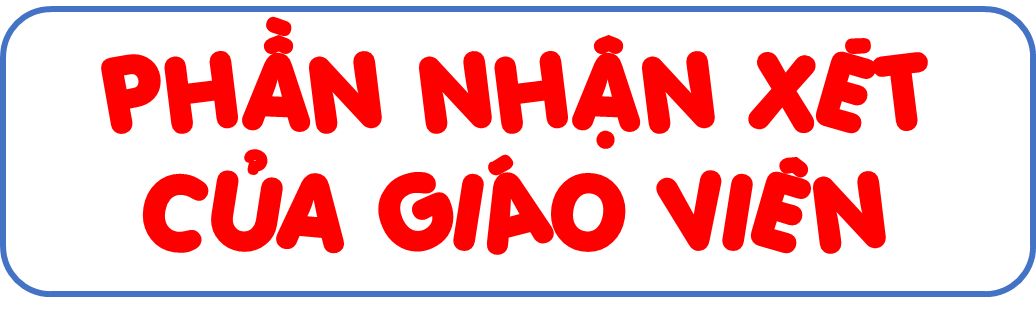 PHẦN NHẬN XÉT
CỦA GIÁO VIÊN